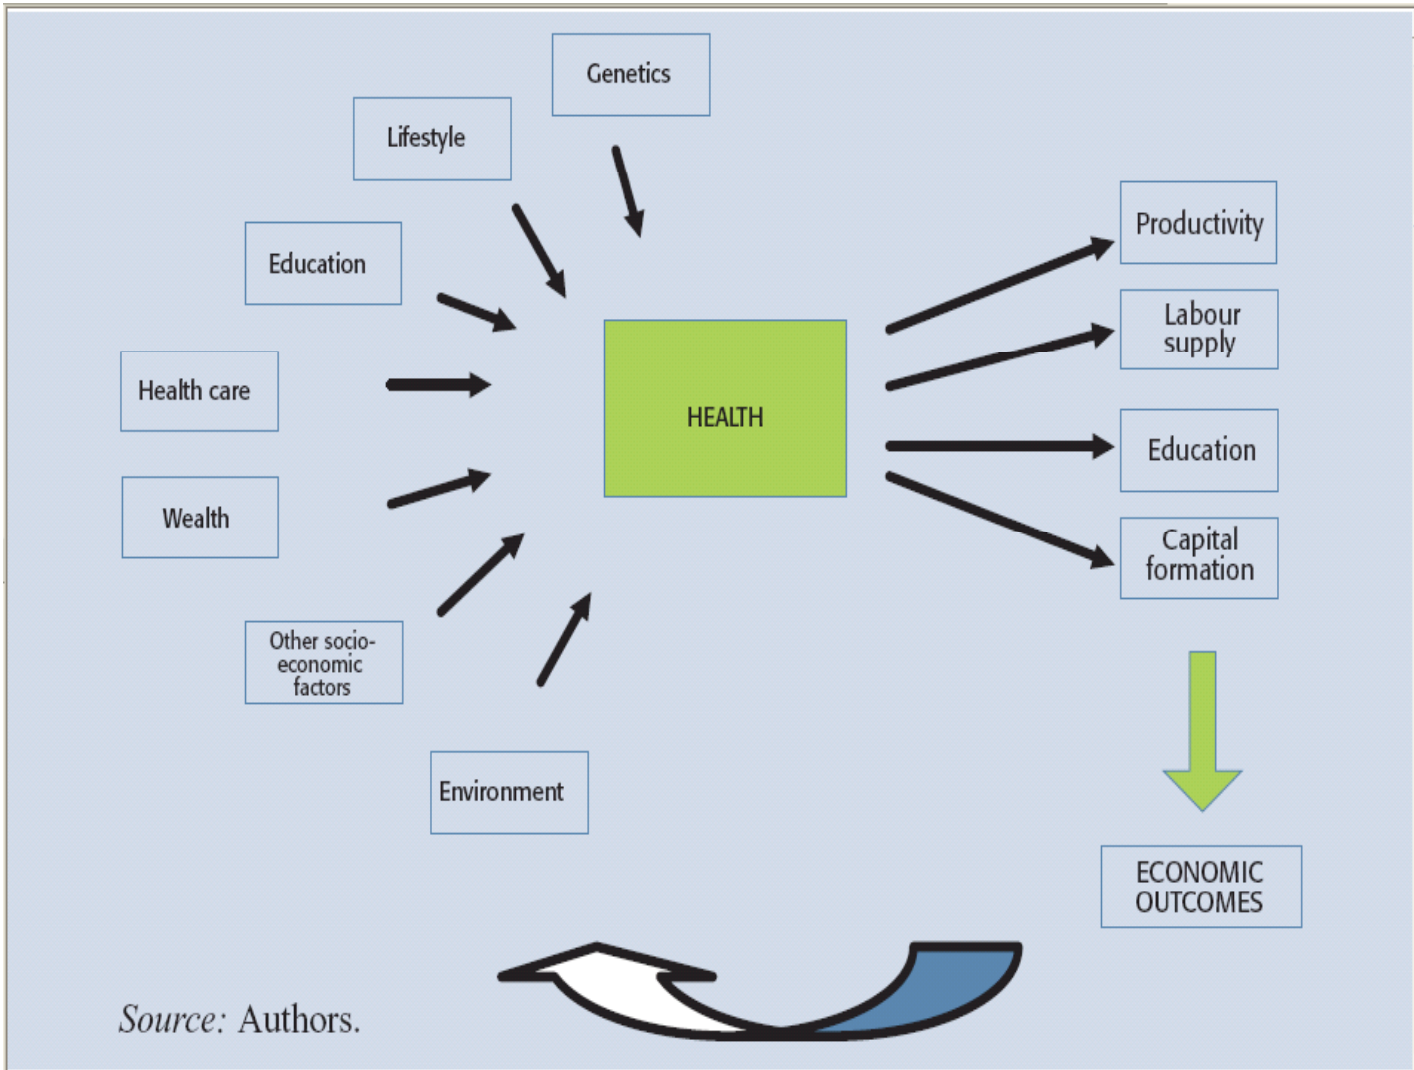 Genetics
Lifestyle
Education
Health care
Wealth
Other socio-
economic
factors
Environment
HEALTH
Productivity
Labour
supply
Education
Capital
formation
ECONOMIC
OUTCOMES
Source: Authors.